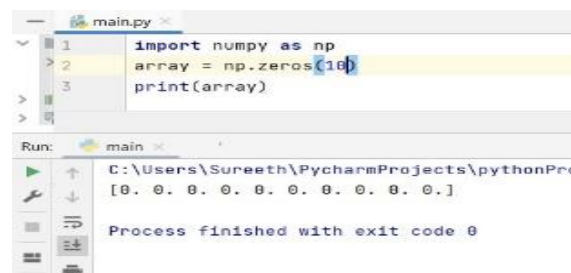 main.py
1 import numpy as np
2 array = np.zeros(10)
3 print(array)
Run: main
C:\Users\Sureeth\PycharmProjects\pythonPro
[0. 0. 0. 0. 0. 0. 0. 0. 0. 0.]
Process finished with exit code 0